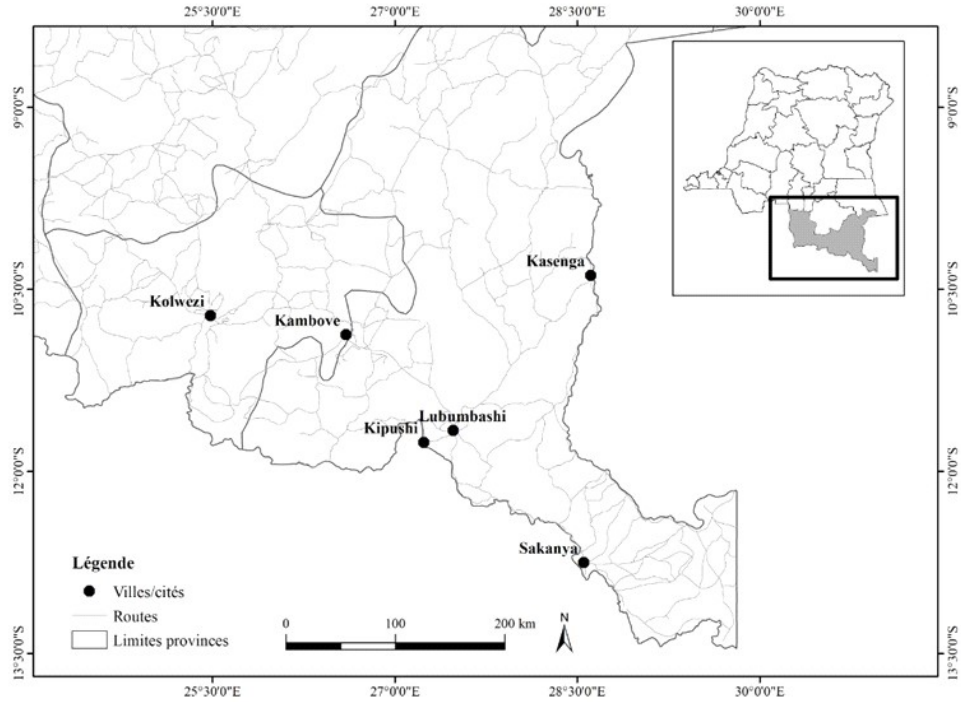 25°30'0"E 27°0'0"E 28°30'0"E 30°0'0"E
9°0'0"S 9°0'0"S
Kasenga
10°30'0"S 10°30'0"S
Kolwezi
Kambove
Lubumbashi
Kipushi
12°0'0"S 12°0'0"S
Sakanya
Légende
Villes/cités
Routes
Limites provinces
0 100 200 km
N
13°30'0"S 13°30'0"S
25°30'0"E 27°0'0"E 28°30'0"E 30°0'0"E